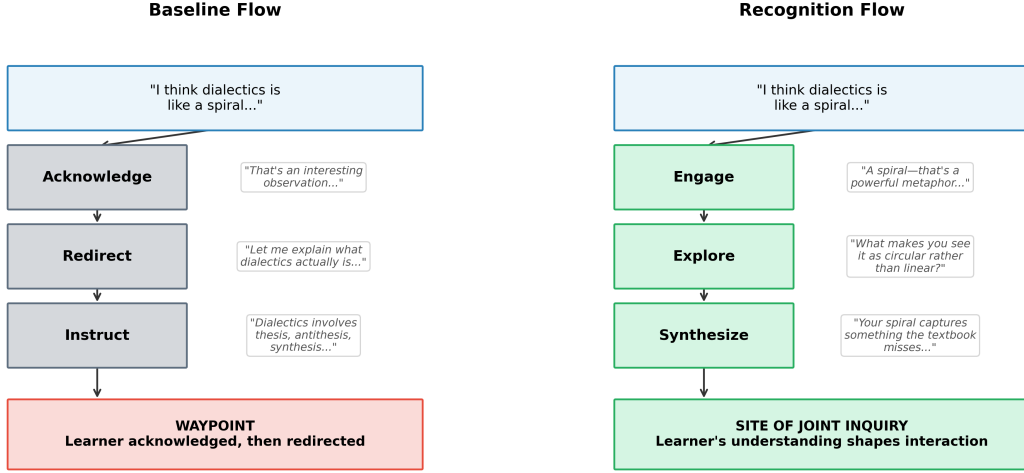 Baseline Flow
"I think dialectics is
like a spiral..."
Acknowledge
"That's an interesting
observation..."
Redirect
"Let me explain what
dialectics actually is..."
Instruct
"Dialectics involves
thesis, antithesis,
synthesis..."
WAYPOINT
Learner acknowledged, then redirected
Recognition Flow
"I think dialectics is
like a spiral..."
Engage
"A spiral—that's a
powerful metaphor..."
Explore
"What makes you see
it as circular rather
than linear?"
Synthesize
"Your spiral captures
something the textbook
misses..."
SITE OF JOINT INQUIRY
Learner's understanding shapes interaction